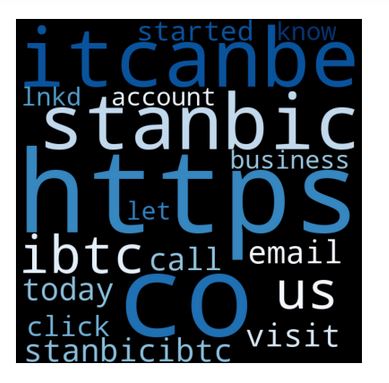 started know
itcanbe
lnkd account
stanbic
business
https
let
ibtc call email
today co us
click visit
stanbicibtc